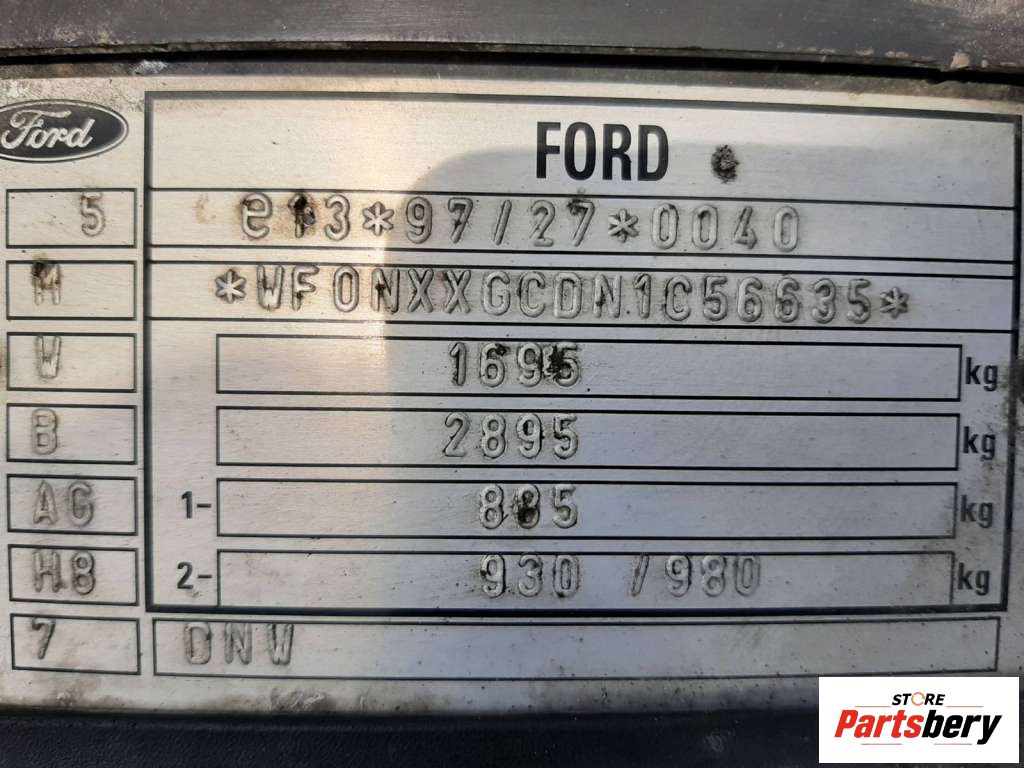 Ford
FORD
5 e13*97/27*0040
M *WF0NXXGCDN1C56635*
W 1695 kg
B 2895 kg
AG 1- 885 kg
H8 2- 930 /980 kg
7 DNW
STORE
Partsbery